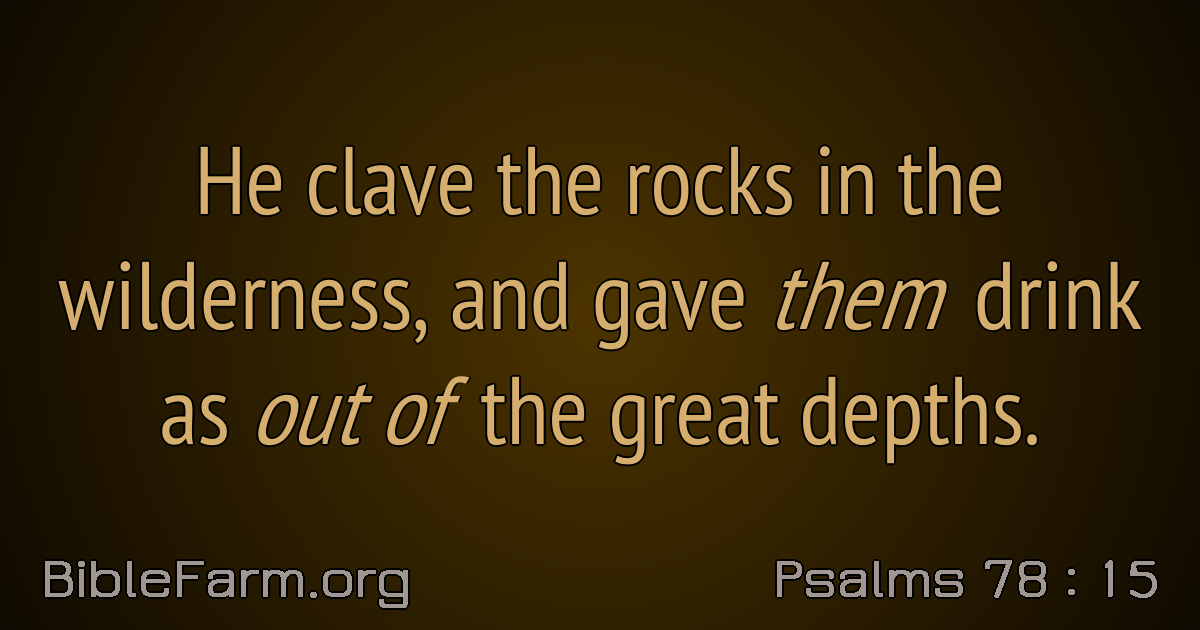 He clave the rocks in the
wilderness, and gave them drink
as out of the great depths.
BibleFarm.org
Psalms 78 : 15